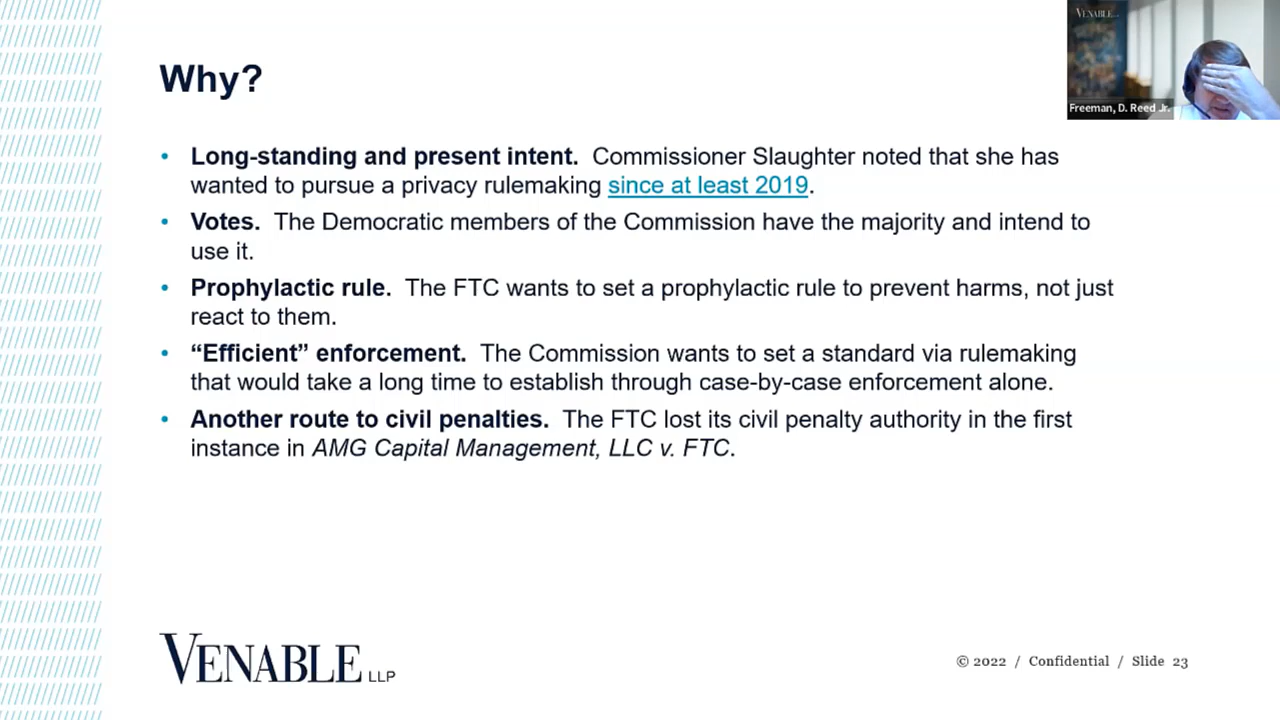 VENABLE
Freeman, D. Reed Jr.
Why?
• Long-standing and present intent. Commissioner Slaughter noted that she has
wanted to pursue a privacy rulemaking since at least 2019.
• Votes. The Democratic members of the Commission have the majority and intend to
use it.
• Prophylactic rule. The FTC wants to set a prophylactic rule to prevent harms, not just
react to them.
• “Efficient” enforcement. The Commission wants to set a standard via rulemaking
that would take a long time to establish through case-by-case enforcement alone.
• Another route to civil penalties. The FTC lost its civil penalty authority in the first
instance in AMG Capital Management, LLC v. FTC.
VENABLE LLP
© 2022 / Confidential / Slide 23